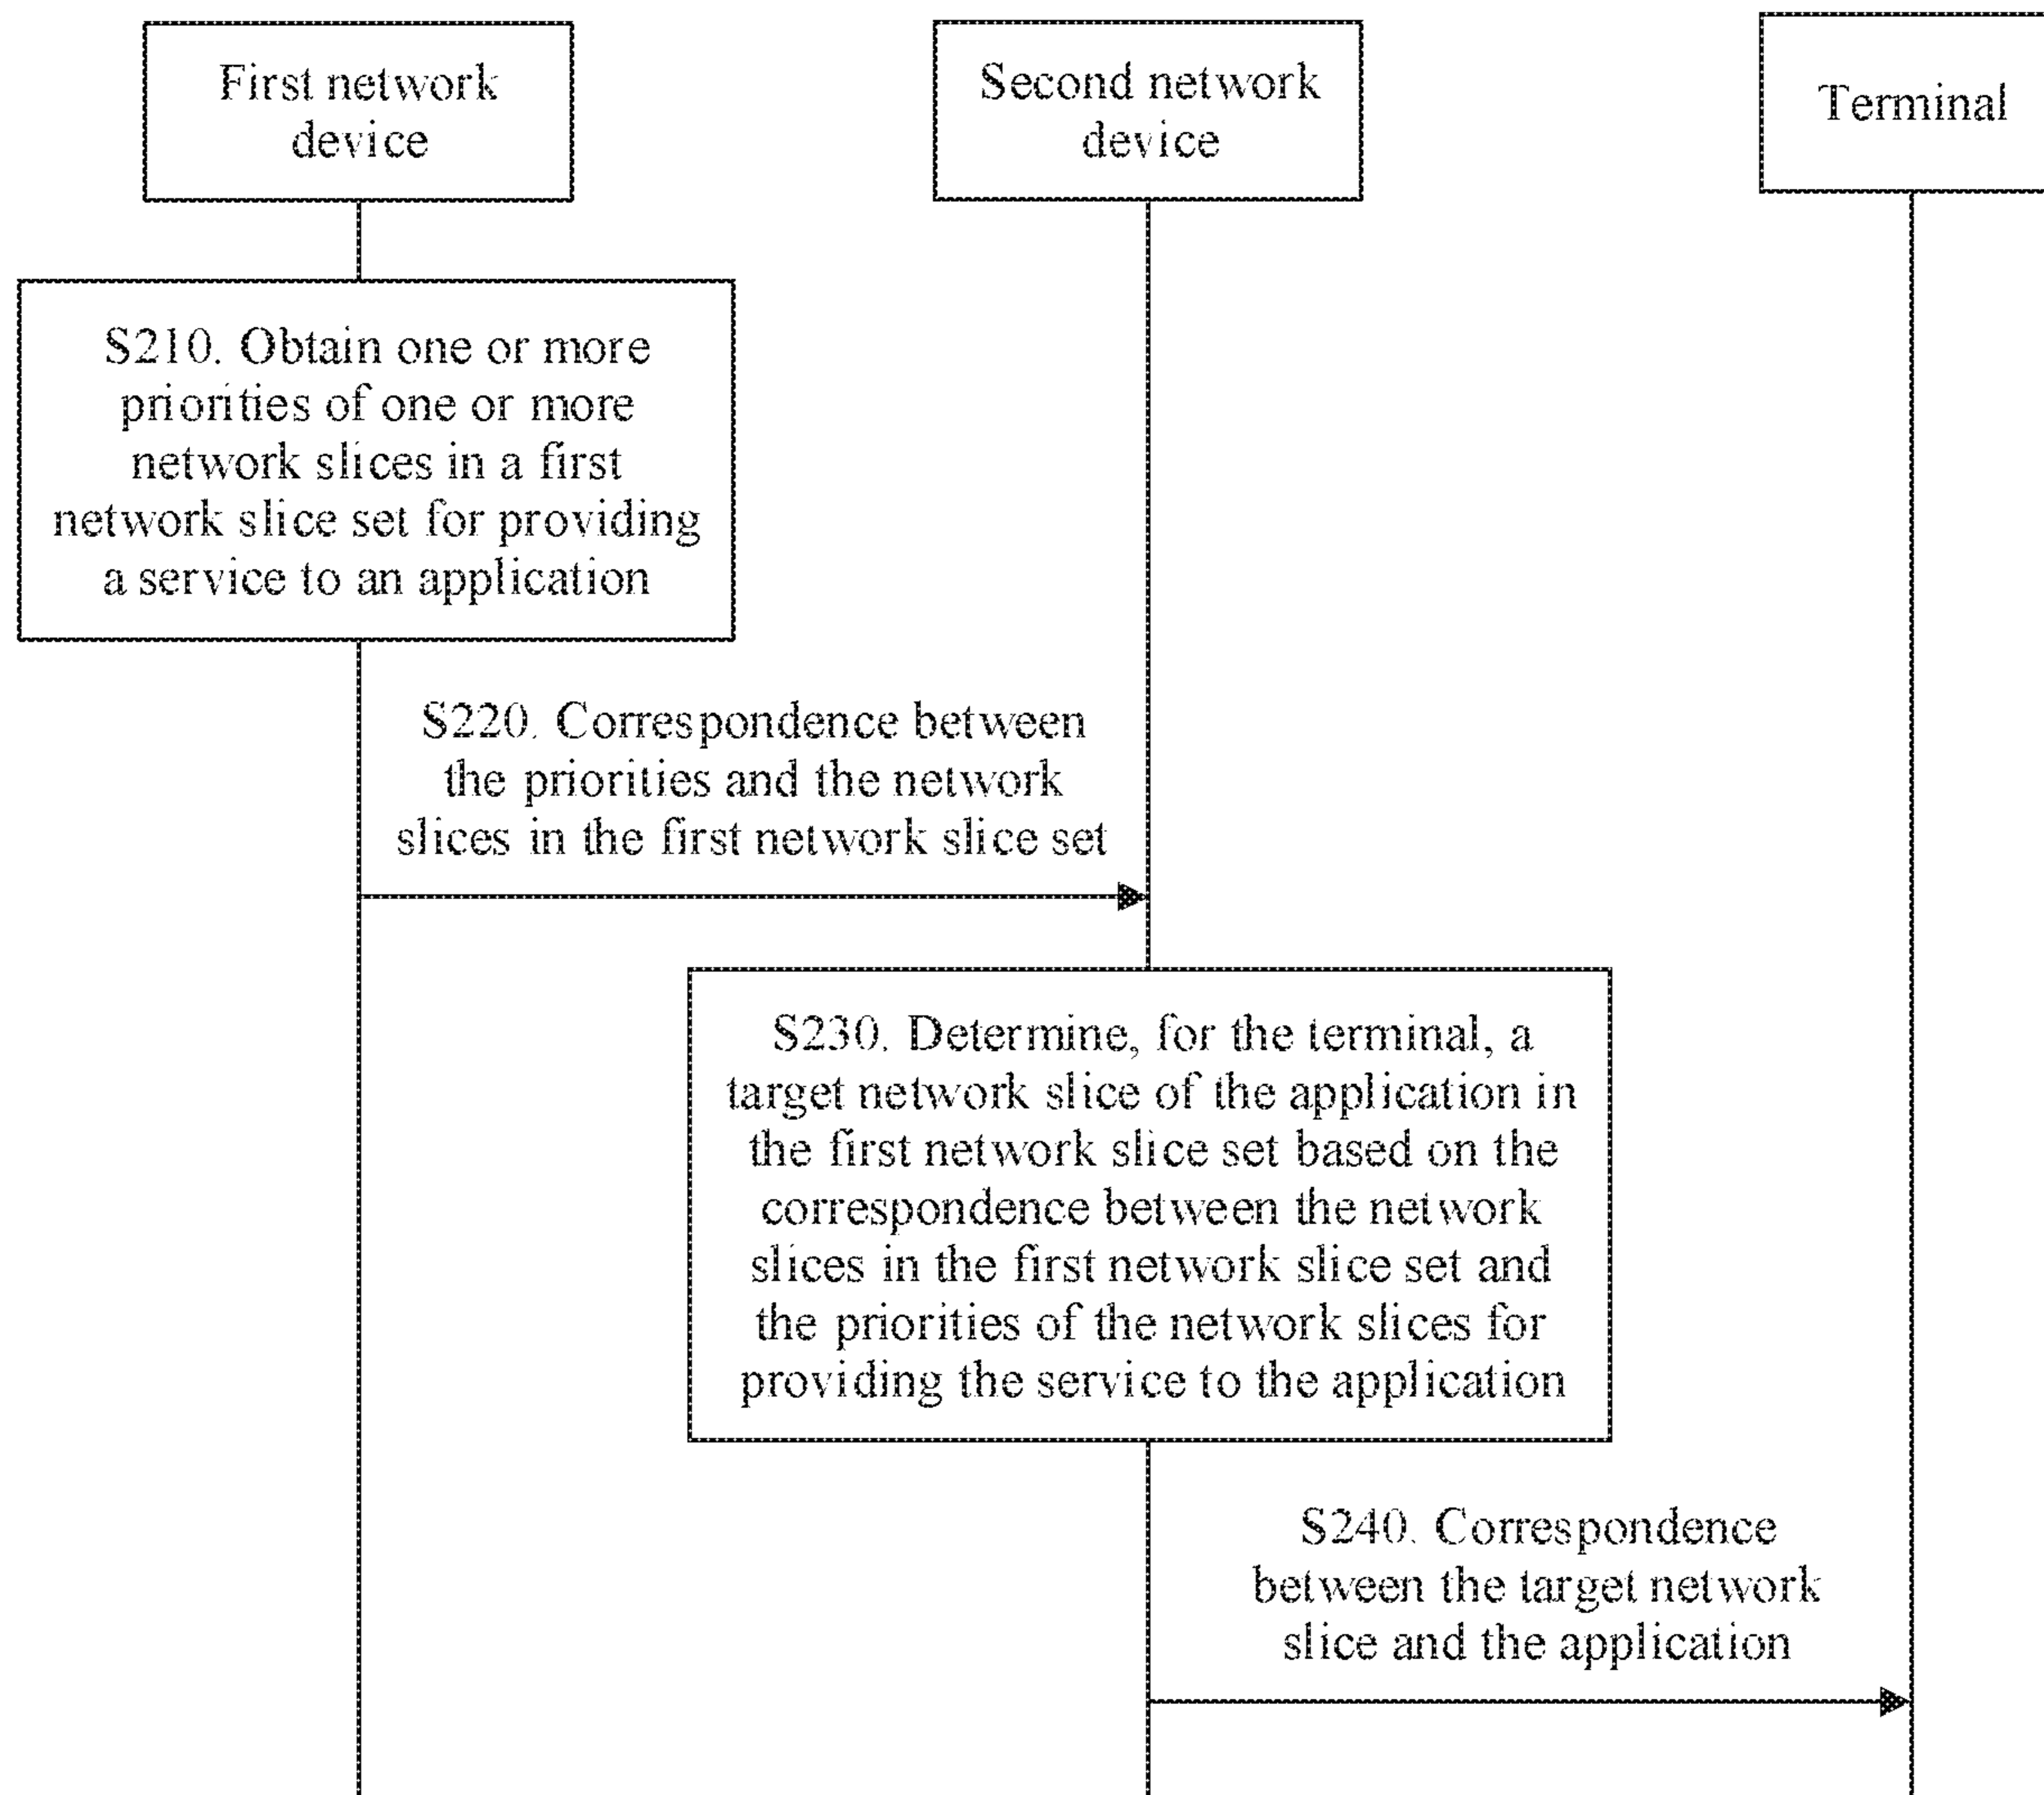 First network
device
Second network
device
Terminal
S210. Obtain one or more
priorities of one or more
network slices in a first
network slice set for providing
a service to an application
S220. Correspondence between
the priorities and the network
slices in the first network slice set
S230. Determine, for the terminal, a
target network slice of the application in
the first network slice set based on the
correspondence between the network
slices in the first network slice set and
the priorities of the network slices for
providing the service to the application
S240. Correspondence
between the target network
slice and the application